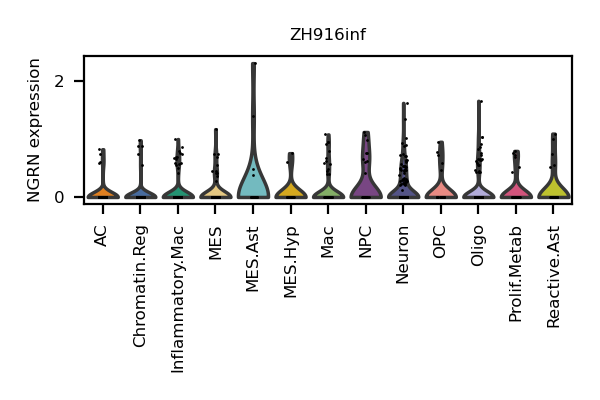 ZH916inf
NGRN expression
2
0
AC
Chromatin.Reg
Inflammatory.Mac
MES
MES.Ast
MES.Hyp
Mac
NPC
Neuron
OPC
Oligo
Prolif.Metab
Reactive.Ast